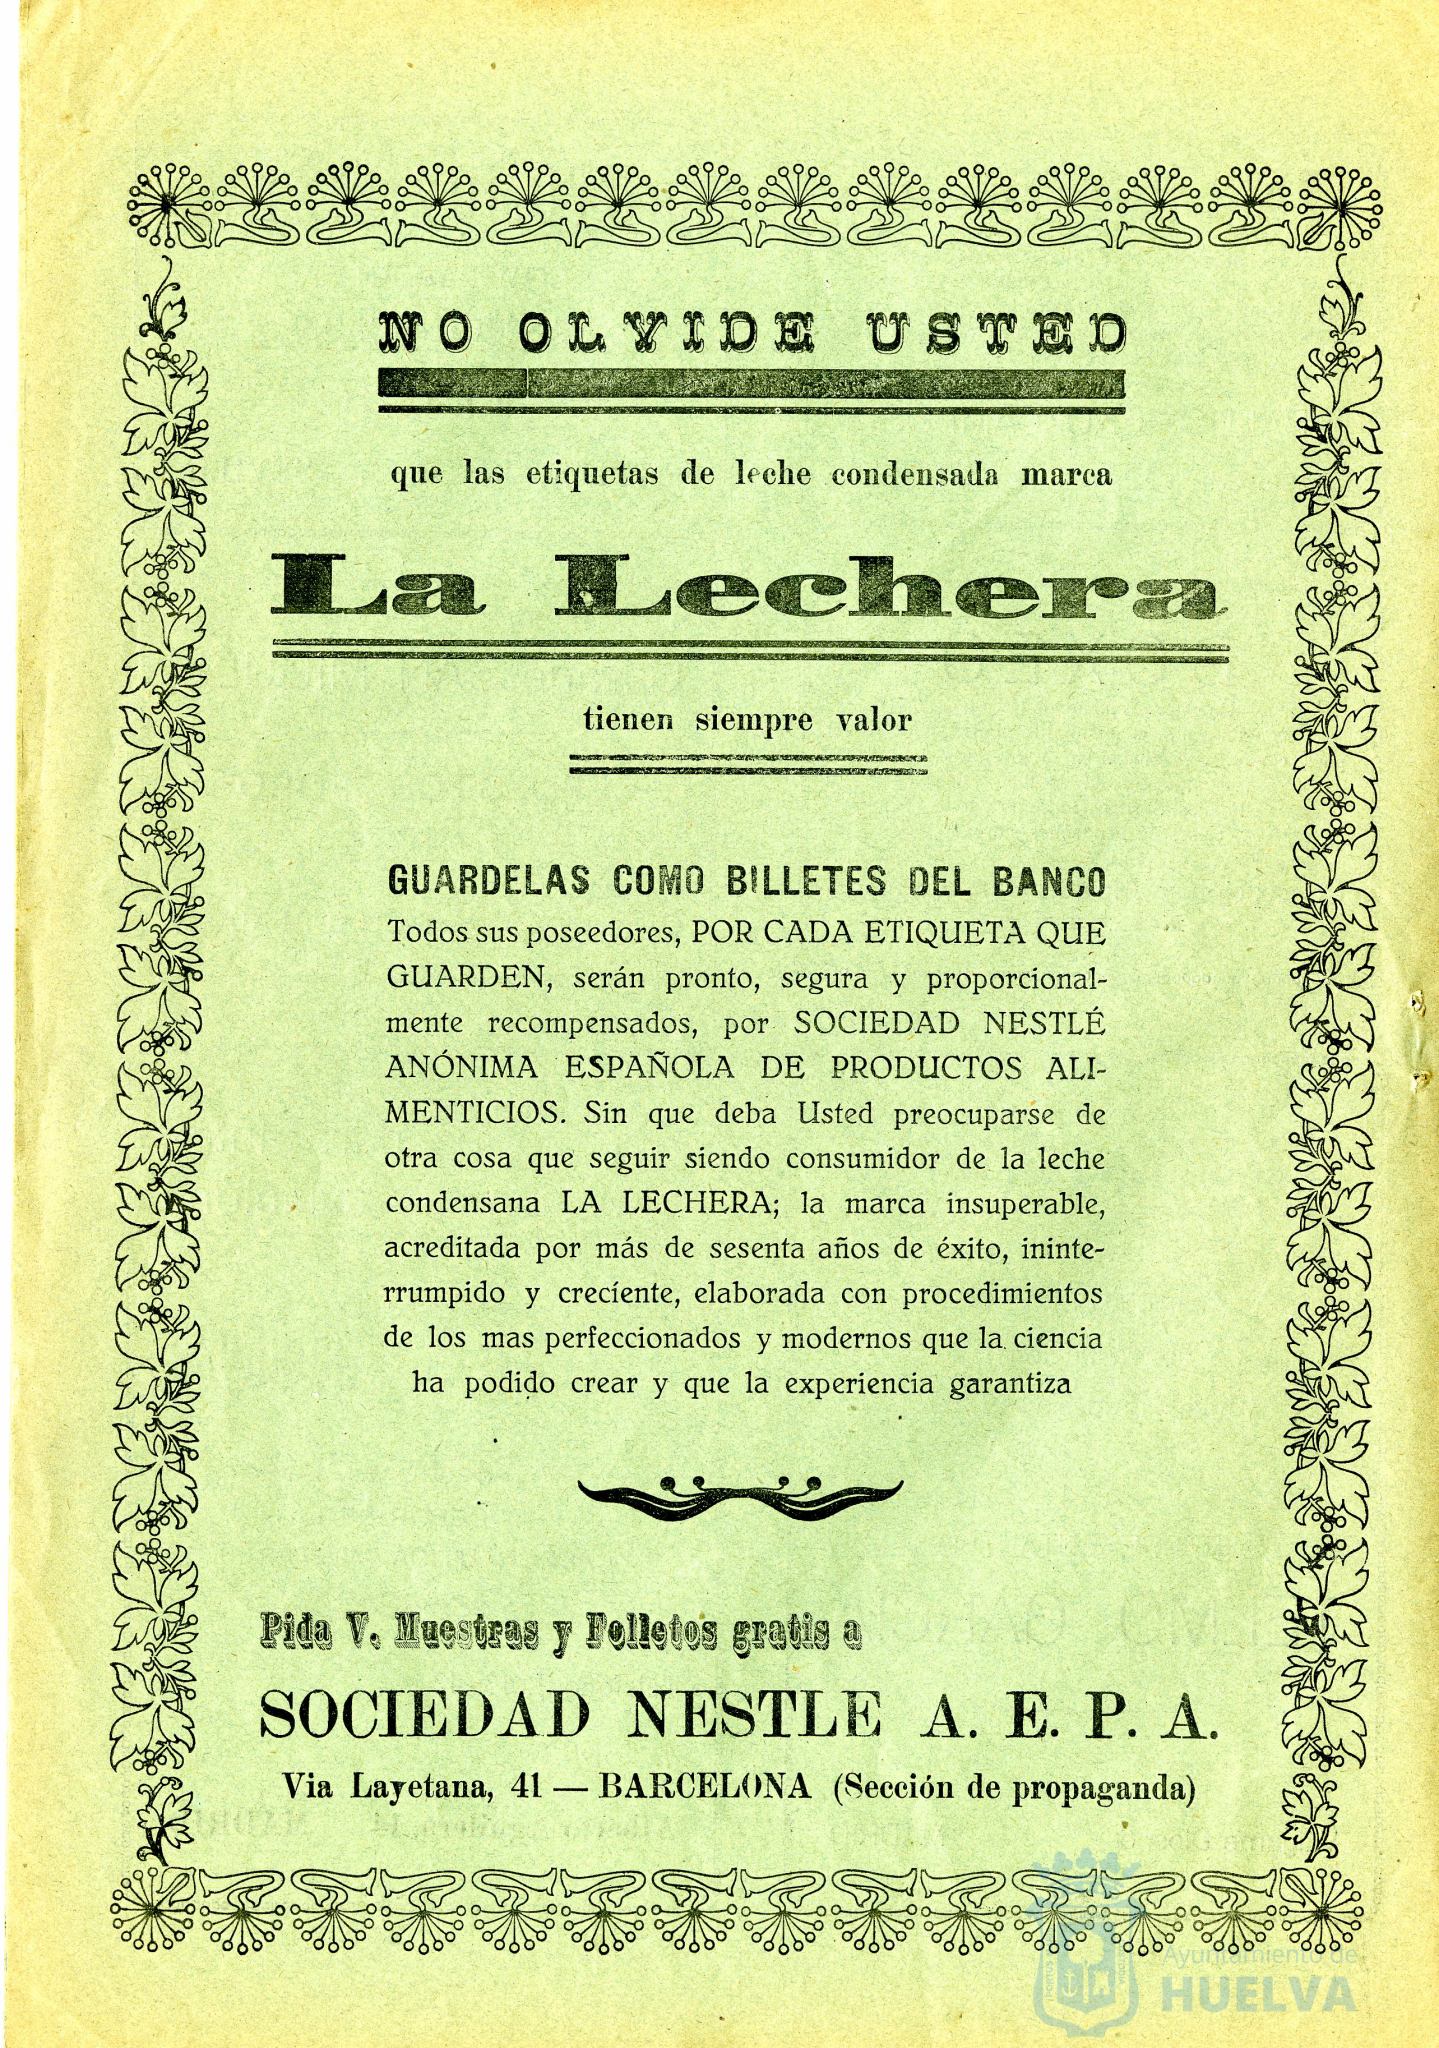 NO OLVIDE USTED
que las etiquetas de leche condensada marca
La Lechera
tienen siempre valor
GUARDELAS COMO BILLETES DEL BANCO
Todos sus poseedores, POR CADA ETIQUETA QUE
GUARDEN, serán pronto, segura y proporcional-
mente recompensados, por SOCIEDAD NESTLÉ
ANÓNIMA ESPAÑOLA DE PRODUCTOS ALI-
MENTICIOS. Sin que deba Usted preocuparse de
otra cosa que seguir siendo consumidor de la leche
condensana LA LECHERA; la marca insuperable,
acreditada por más de sesenta años de éxito, ininte-
rrumpido y creciente, elaborada con procedimientos
de los mas perfeccionados y modernos que la ciencia
ha podido crear y que la experiencia garantiza
Pida V. Muestras y Folletos gratis a
SOCIEDAD NESTLE A. E. P. A.
Via Layetana, 41 — BARCELONA (Sección de propaganda)
Ayuntamiento de
HUELVA